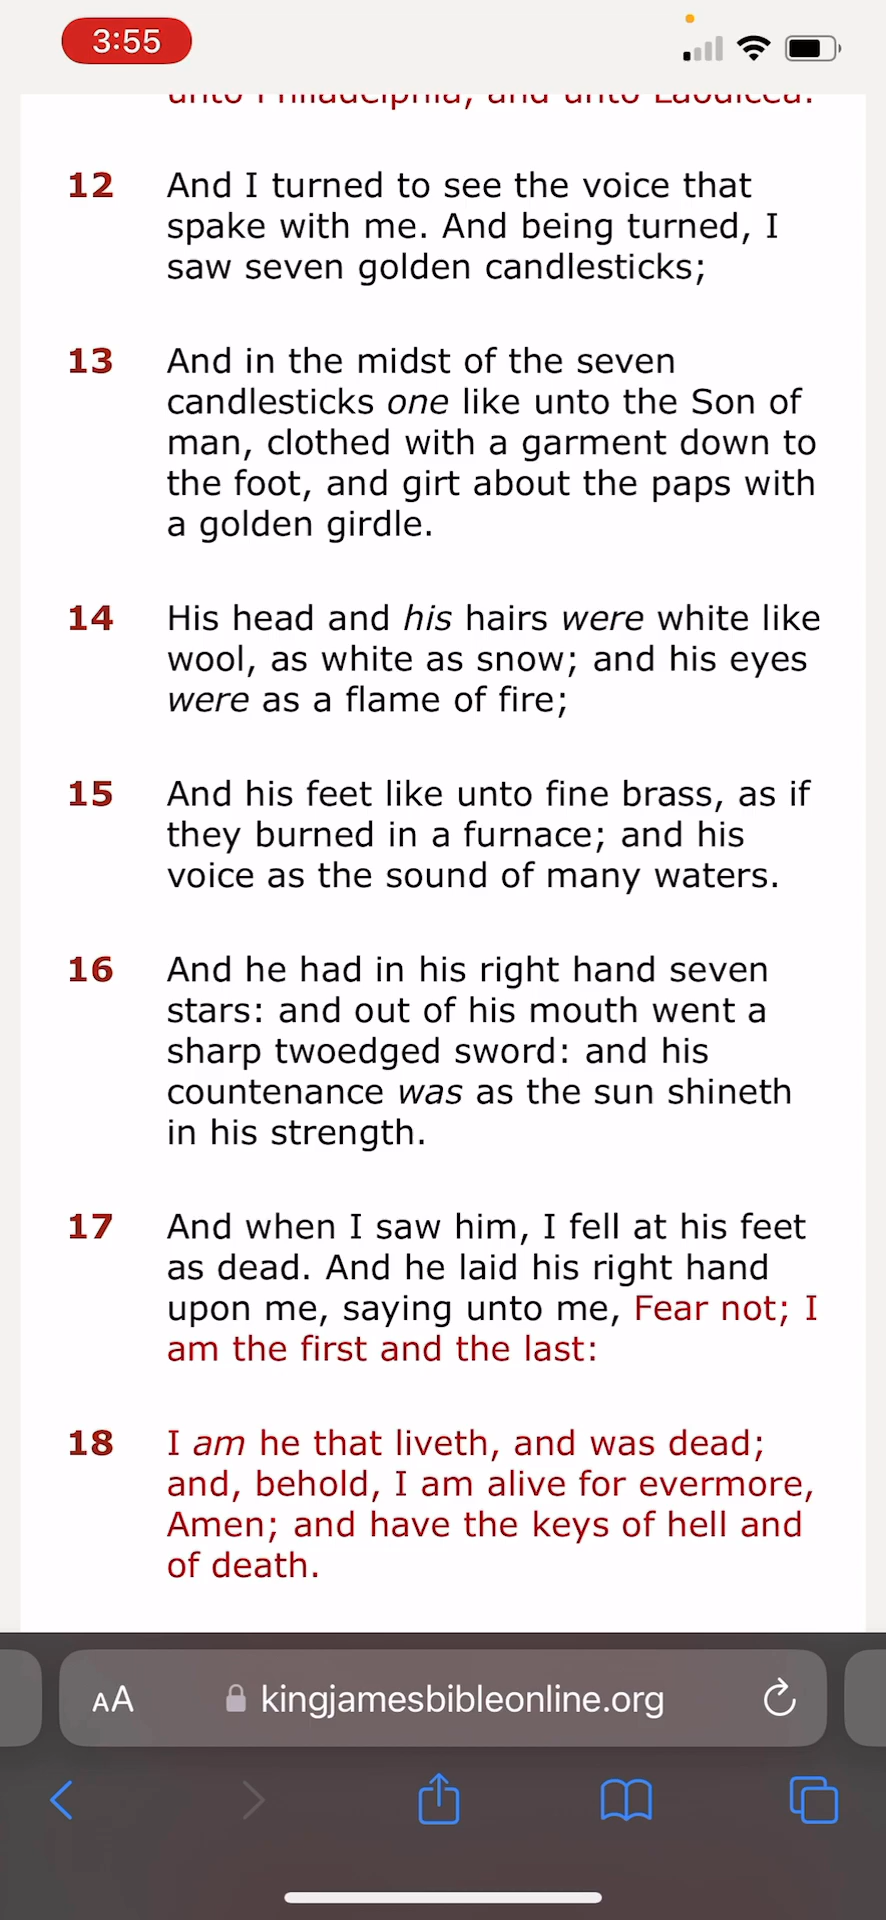 3:55
unto Philadelphia, and unto Laodicea.
12 And I turned to see the voice that
spake with me. And being turned, I
saw seven golden candlesticks;
13 And in the midst of the seven
candlesticks one like unto the Son of
man, clothed with a garment down to
the foot, and girt about the paps with
a golden girdle.
14 His head and his hairs were white like
wool, as white as snow; and his eyes
were as a flame of fire;
15 And his feet like unto fine brass, as if
they burned in a furnace; and his
voice as the sound of many waters.
16 And he had in his right hand seven
stars: and out of his mouth went a
sharp twoedged sword: and his
countenance was as the sun shineth
in his strength.
17 And when I saw him, I fell at his feet
as dead. And he laid his right hand
upon me, saying unto me, Fear not; I
am the first and the last:
18 I am he that liveth, and was dead;
and, behold, I am alive for evermore,
Amen; and have the keys of hell and
of death.
AA kingjamesbibleonline.org